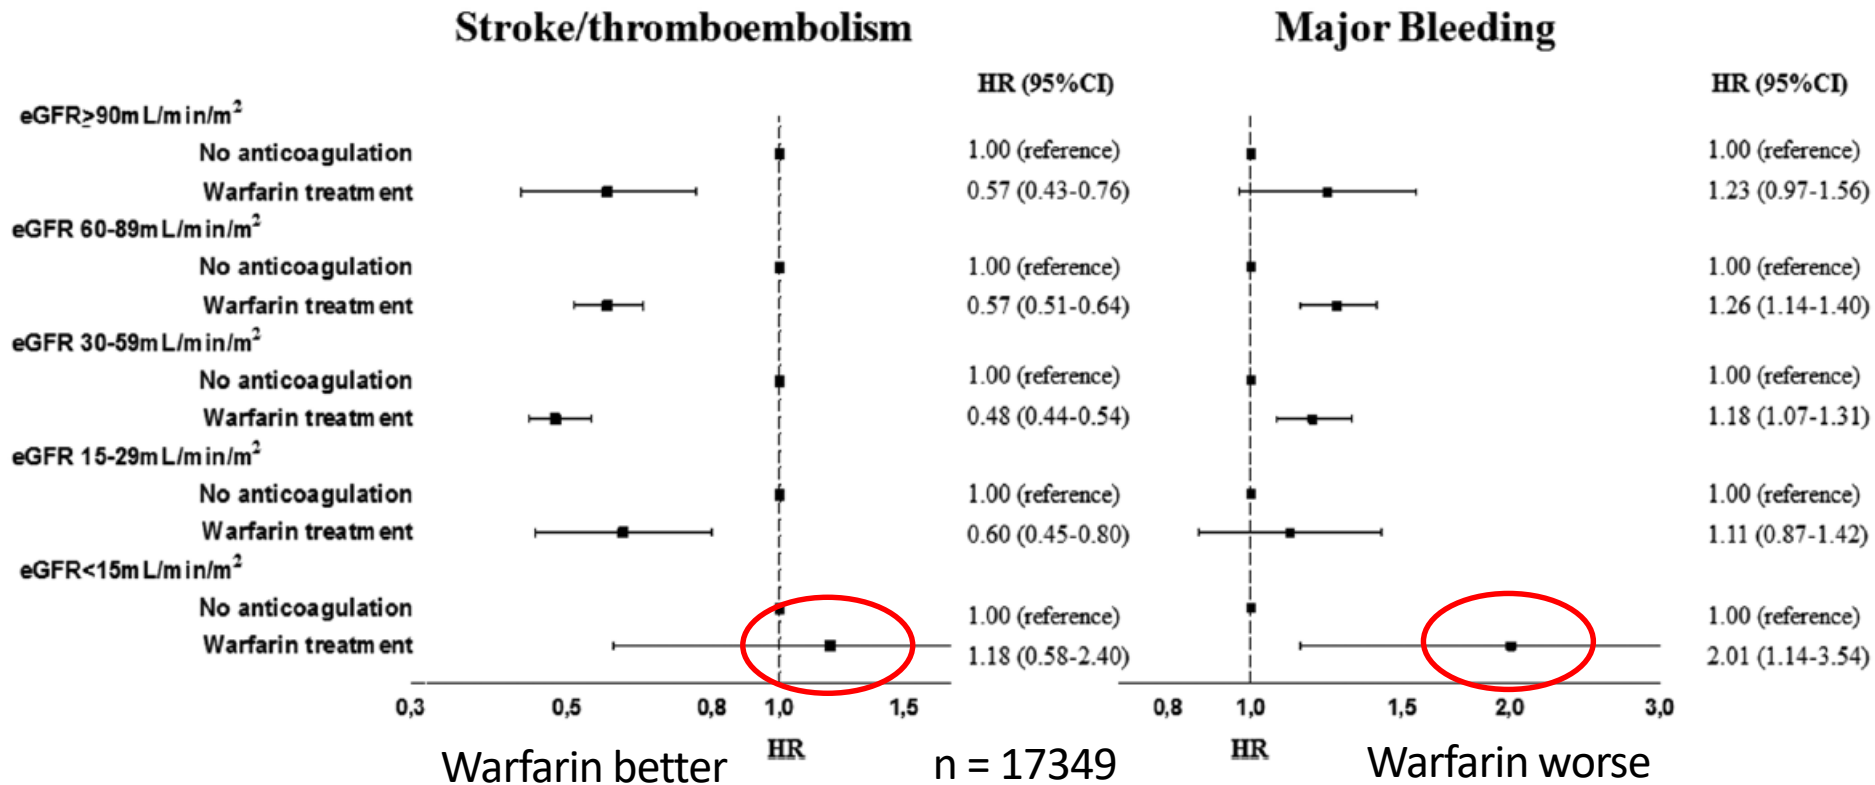 Stroke/thromboembolism Major Bleeding
HR (95%CI) HR (95%CI)
eGFR≥90mL/min/m²
No anticoagulation 1.00 (reference) 1.00 (reference)
Warfarin treatment 0.57 (0.43-0.76) 1.23 (0.97-1.56)
eGFR 60-89mL/min/m²
No anticoagulation 1.00 (reference) 1.00 (reference)
Warfarin treatment 0.57 (0.51-0.64) 1.26 (1.14-1.40)
eGFR 30-59mL/min/m²
No anticoagulation 1.00 (reference) 1.00 (reference)
Warfarin treatment 0.48 (0.44-0.54) 1.18 (1.07-1.31)
eGFR 15-29mL/min/m²
No anticoagulation 1.00 (reference) 1.00 (reference)
Warfarin treatment 0.60 (0.45-0.80) 1.11 (0.87-1.42)
eGFR<15mL/min/m²
No anticoagulation 1.00 (reference) 1.00 (reference)
Warfarin treatment 1.18 (0.58-2.40) 2.01 (1.14-3.54)
0,3 0,5 0,8 1,0 1,5 0,8 1,0 1,5 2,0 3,0
Warfarin better HR n = 17349 HR Warfarin worse